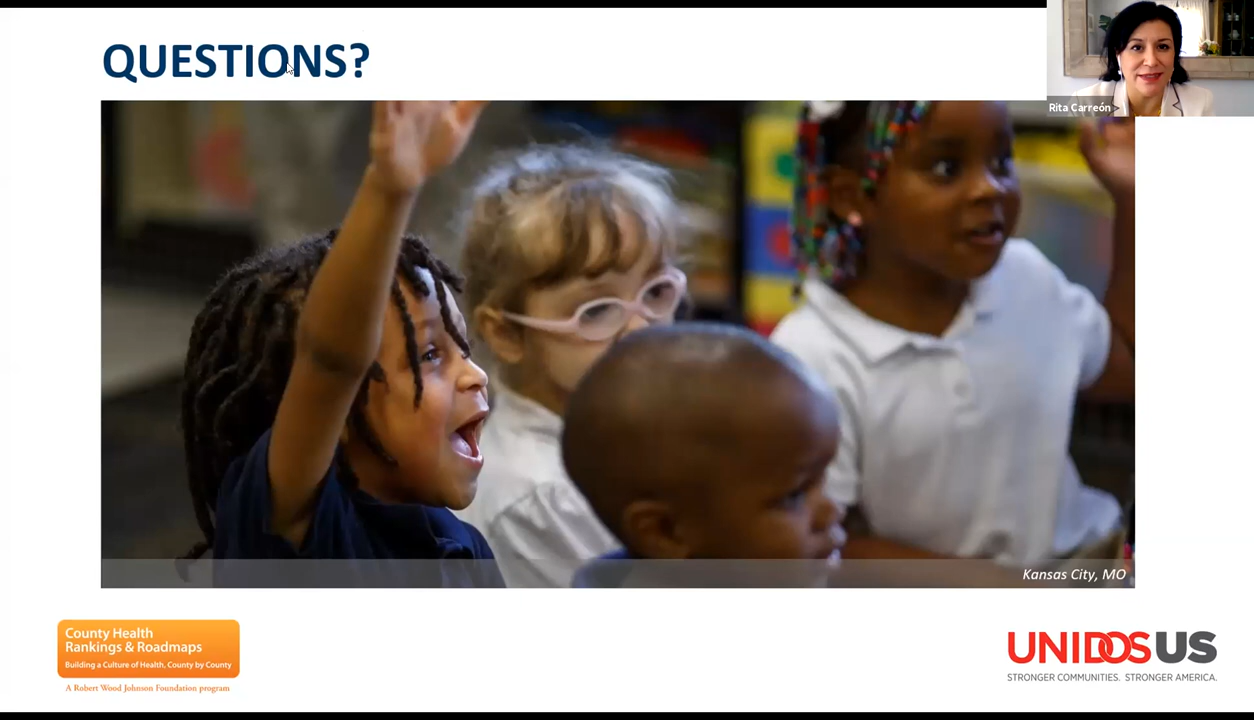 QUESTIONS?
Rita Carreón
Kansas City, MO
County Health
Rankings & Roadmaps
Building a Culture of Health, County by County
A Robert Wood Johnson Foundation program
UNIDOSUS
STRONGER COMMUNITIES. STRONGER AMERICA.